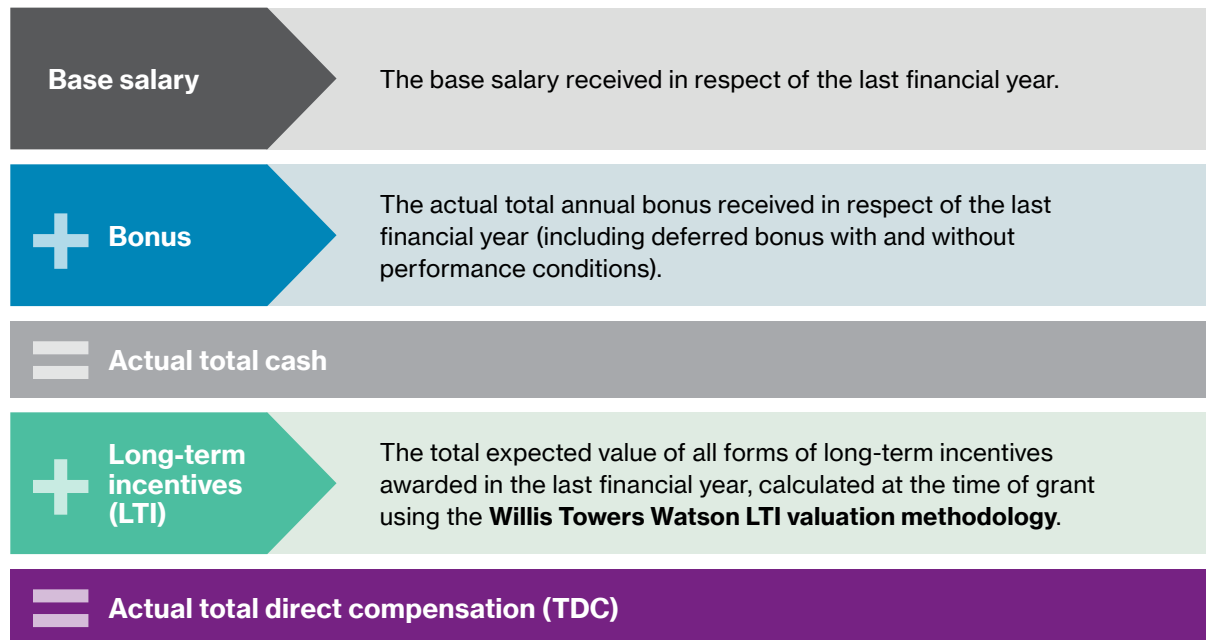 Base salary
The base salary received in respect of the last financial year.
+ Bonus
The actual total annual bonus received in respect of the last
financial year (including deferred bonus with and without
performance conditions).
= Actual total cash
+ Long-term
incentives
(LTI)
The total expected value of all forms of long-term incentives
awarded in the last financial year, calculated at the time of grant
using the Willis Towers Watson LTI valuation methodology.
= Actual total direct compensation (TDC)